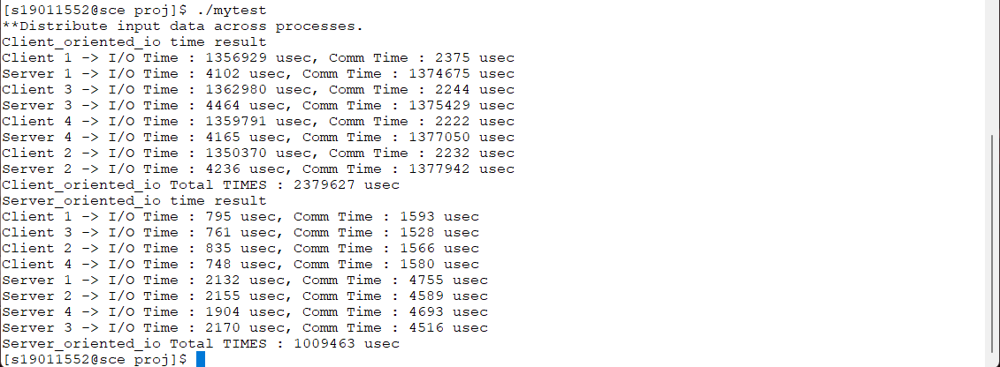 [s19011552@sce proj]$ ./mytest
**Distribute input data across processes.
Client_oriented_io time result
Client 1 -> I/O Time : 1356929 usec, Comm Time : 2375 usec
Server 1 -> I/O Time : 4102 usec, Comm Time : 1374675 usec
Client 3 -> I/O Time : 1362980 usec, Comm Time : 2244 usec
Server 3 -> I/O Time : 4464 usec, Comm Time : 1375429 usec
Client 4 -> I/O Time : 1359791 usec, Comm Time : 2222 usec
Server 4 -> I/O Time : 4165 usec, Comm Time : 1377050 usec
Client 2 -> I/O Time : 1350370 usec, Comm Time : 2232 usec
Server 2 -> I/O Time : 4236 usec, Comm Time : 1377942 usec
Client_oriented_io Total TIMES : 2379627 usec
Server_oriented_io time result
Client 1 -> I/O Time : 795 usec, Comm Time : 1593 usec
Client 3 -> I/O Time : 761 usec, Comm Time : 1528 usec
Client 2 -> I/O Time : 835 usec, Comm Time : 1566 usec
Client 4 -> I/O Time : 748 usec, Comm Time : 1580 usec
Server 1 -> I/O Time : 2132 usec, Comm Time : 4755 usec
Server 2 -> I/O Time : 2155 usec, Comm Time : 4589 usec
Server 4 -> I/O Time : 1904 usec, Comm Time : 4693 usec
Server 3 -> I/O Time : 2170 usec, Comm Time : 4516 usec
Server_oriented_io Total TIMES : 1009463 usec
[s19011552@sce proj]$